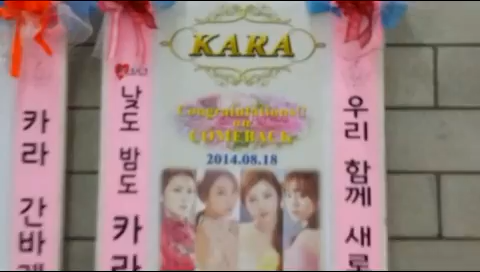 KARA
Congratulations!!
on
COMEBACK
2014.08.18
카라 간바레
낮도 밤도 카라
우리 함께 새로